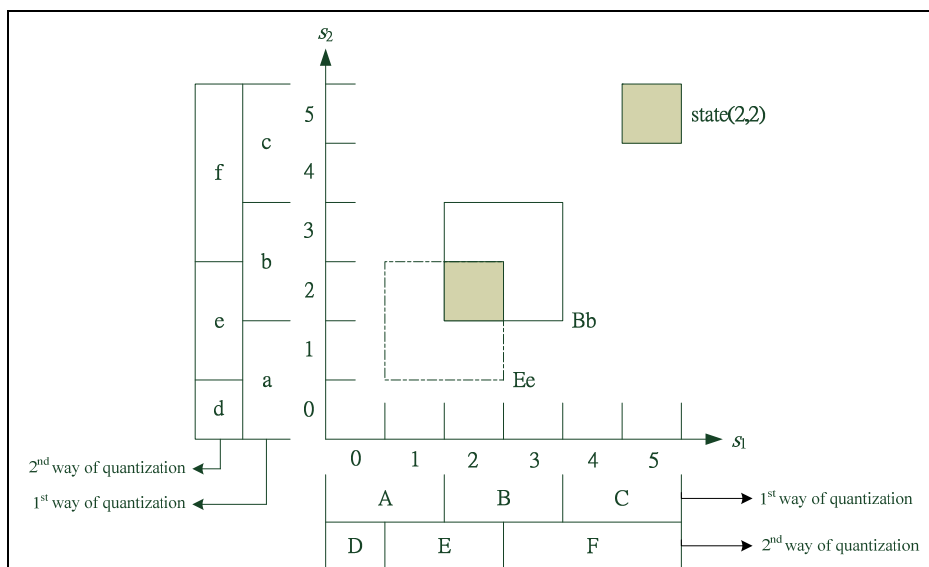 s2
5
c
state(2,2)
f
4
3
b
2
e
Bb
1
a
Ee
d
0
s1
0 1 2 3 4 5
2nd way of quantization
1st way of quantization
A B C
1st way of quantization
D E F
2nd way of quantization